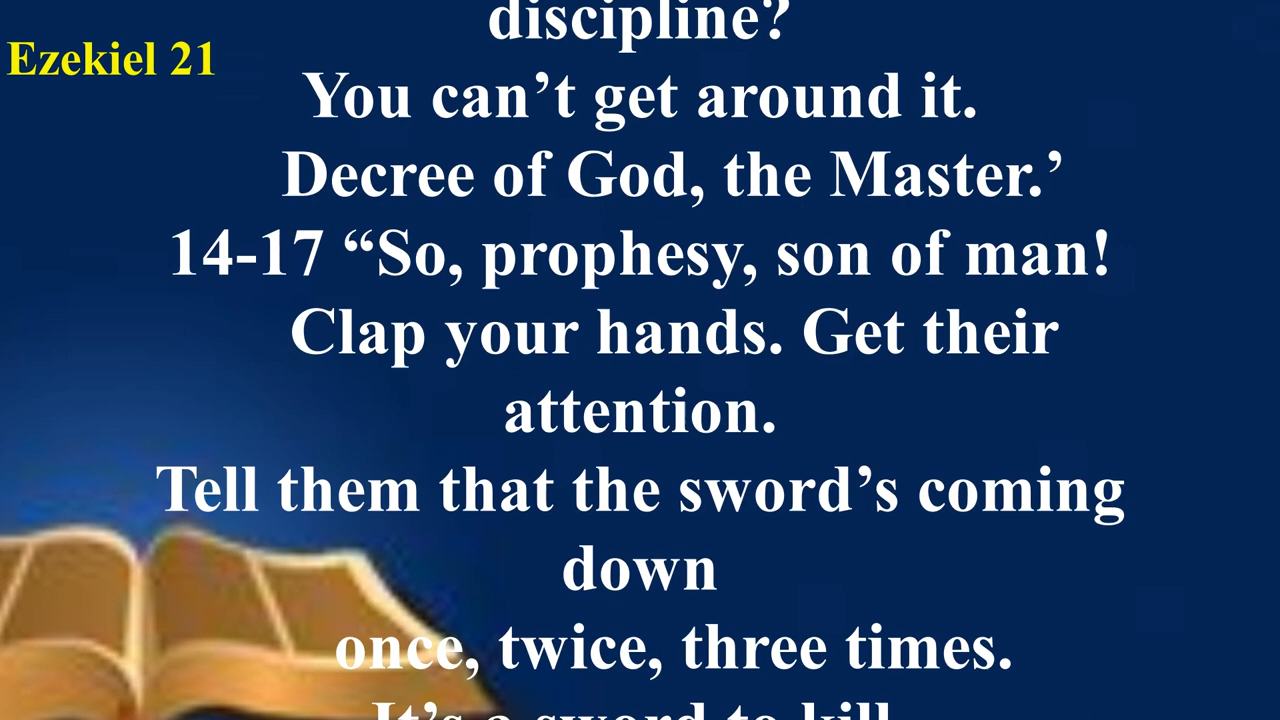 discipline?
Ezekiel 21
You can’t get around it.
Decree of God, the Master.’
14-17 “So, prophesy, son of man!
Clap your hands. Get their
attention.
Tell them that the sword’s coming
down
once, twice, three times.
It’s a sword to kill